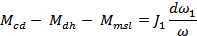 M_cd − M_dh − M_msl = J_1 dω_1/ω